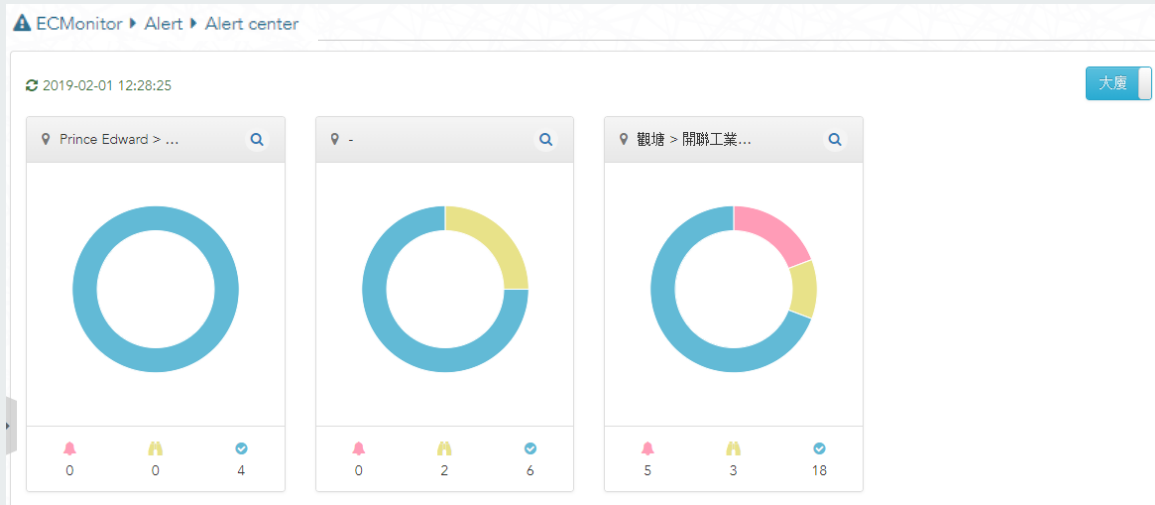 ECMonitor Alert Alert center
2019-02-01 12:28:25
大廈
Prince Edward > ...
-
觀塘 > 開聯工業...
0 0 4
0 2 6
5 3 18